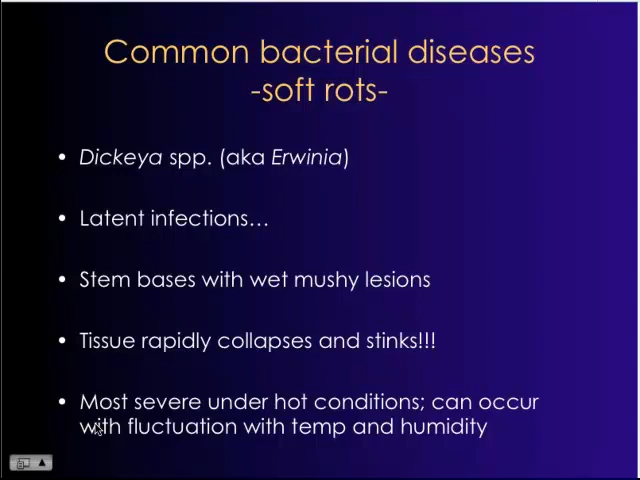 Common bacterial diseases
-soft rots-
• Dickeya spp. (aka Erwinia)
• Latent infections…
• Stem bases with wet mushy lesions
• Tissue rapidly collapses and stinks!!!
• Most severe under hot conditions; can occur
with fluctuation with temp and humidity